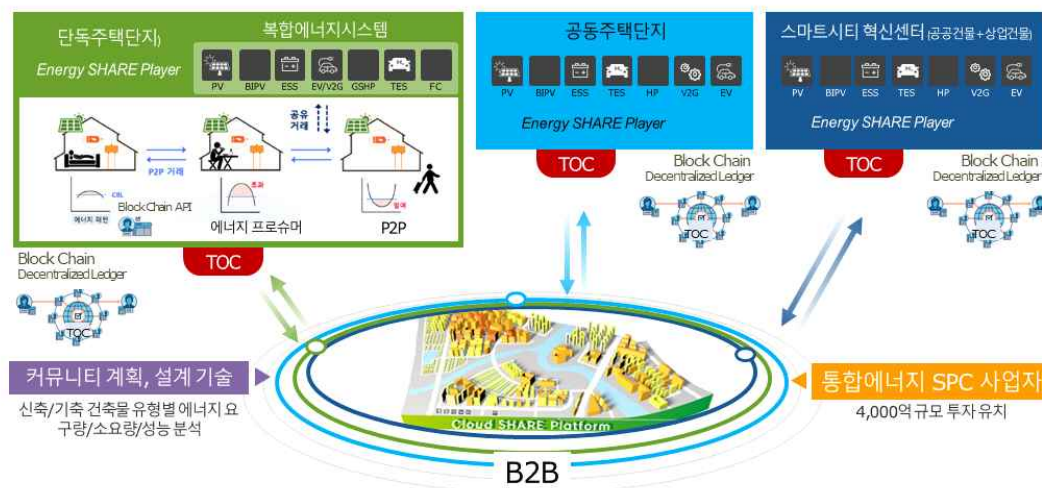 단독주택단지)
Energy SHARE Player
복합에너지시스템
PV BIPV ESS EV/V2G GSHP TES FC
공유
거래
P2P 거래
CBL
에너지 패턴
Block Chain API
초과
에너지 프로슈머
P2P
TOC
Block Chain
Decentralized Ledger
TOC
공동주택단지
PV BIPV ESS TES HP V2G EV
Energy SHARE Player
TOC
Block Chain
Decentralized Ledger
TOC
스마트시티 혁신센터 (공공건물+상업건물)
PV BIPV ESS TES HP V2G EV
Energy SHARE Player
TOC
Block Chain
Decentralized Ledger
TOC
커뮤니티 계획, 설계 기술
신축/기축 건축물 유형별 에너지 요
구량/소요량/성능 분석
Cloud SHARE Platform
B2B
통합에너지 SPC 사업자
4,000억 규모 투자 유치